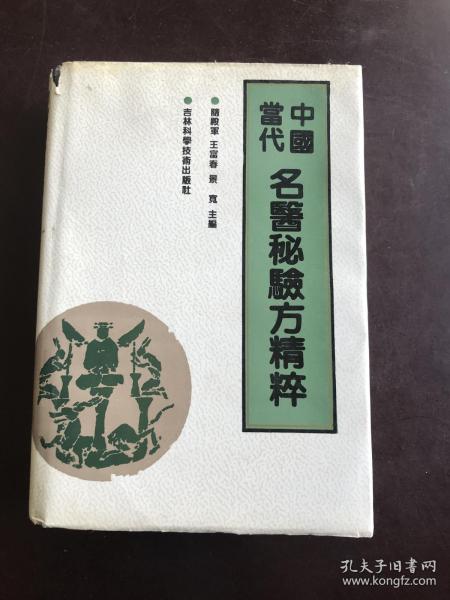 中國
當代
名醫秘驗方精粹
隋殿軍 王富春 景 寬 主編
吉林科學技術出版社
孔夫子旧书网
www.kongfz.com